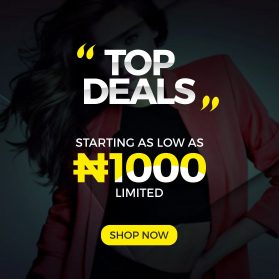 “ TOP
DEALS ”
STARTING AS LOW AS
₦1000
LIMITED
SHOP NOW